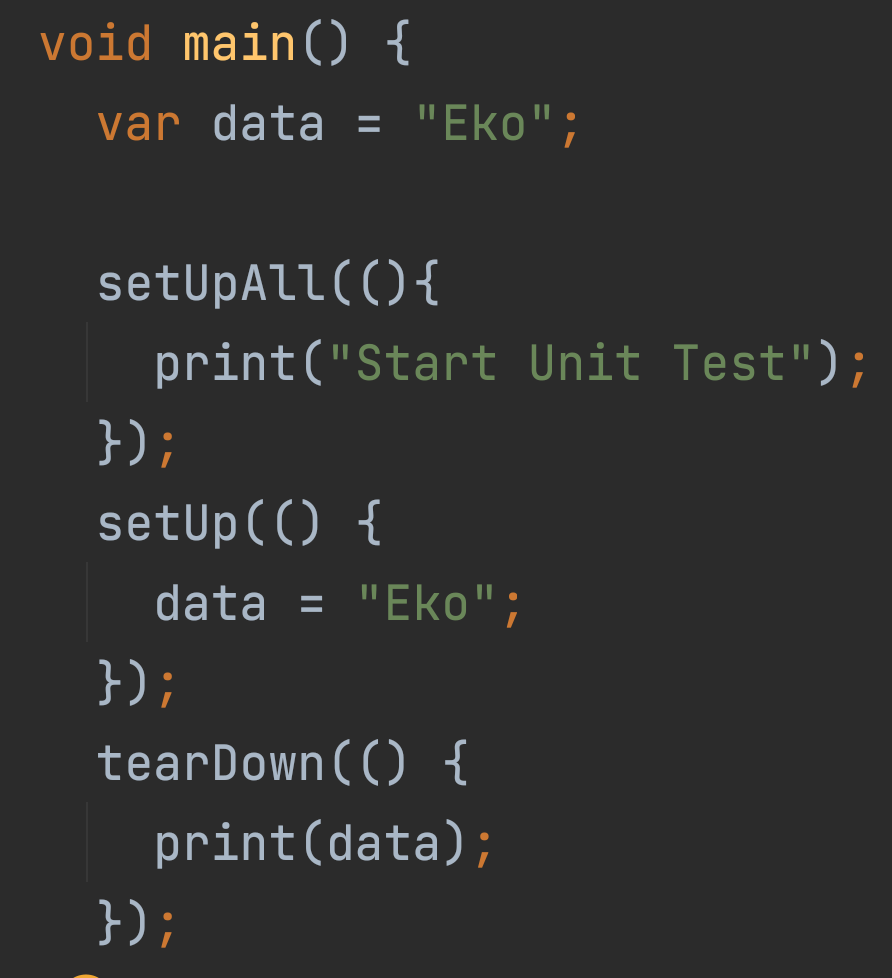 void main() {
  var data = "Eko";

  setUpAll((){
    print("Start Unit Test");
  });
  setUp(() {
    data = "Eko";
  });
  tearDown(() {
    print(data);
  });